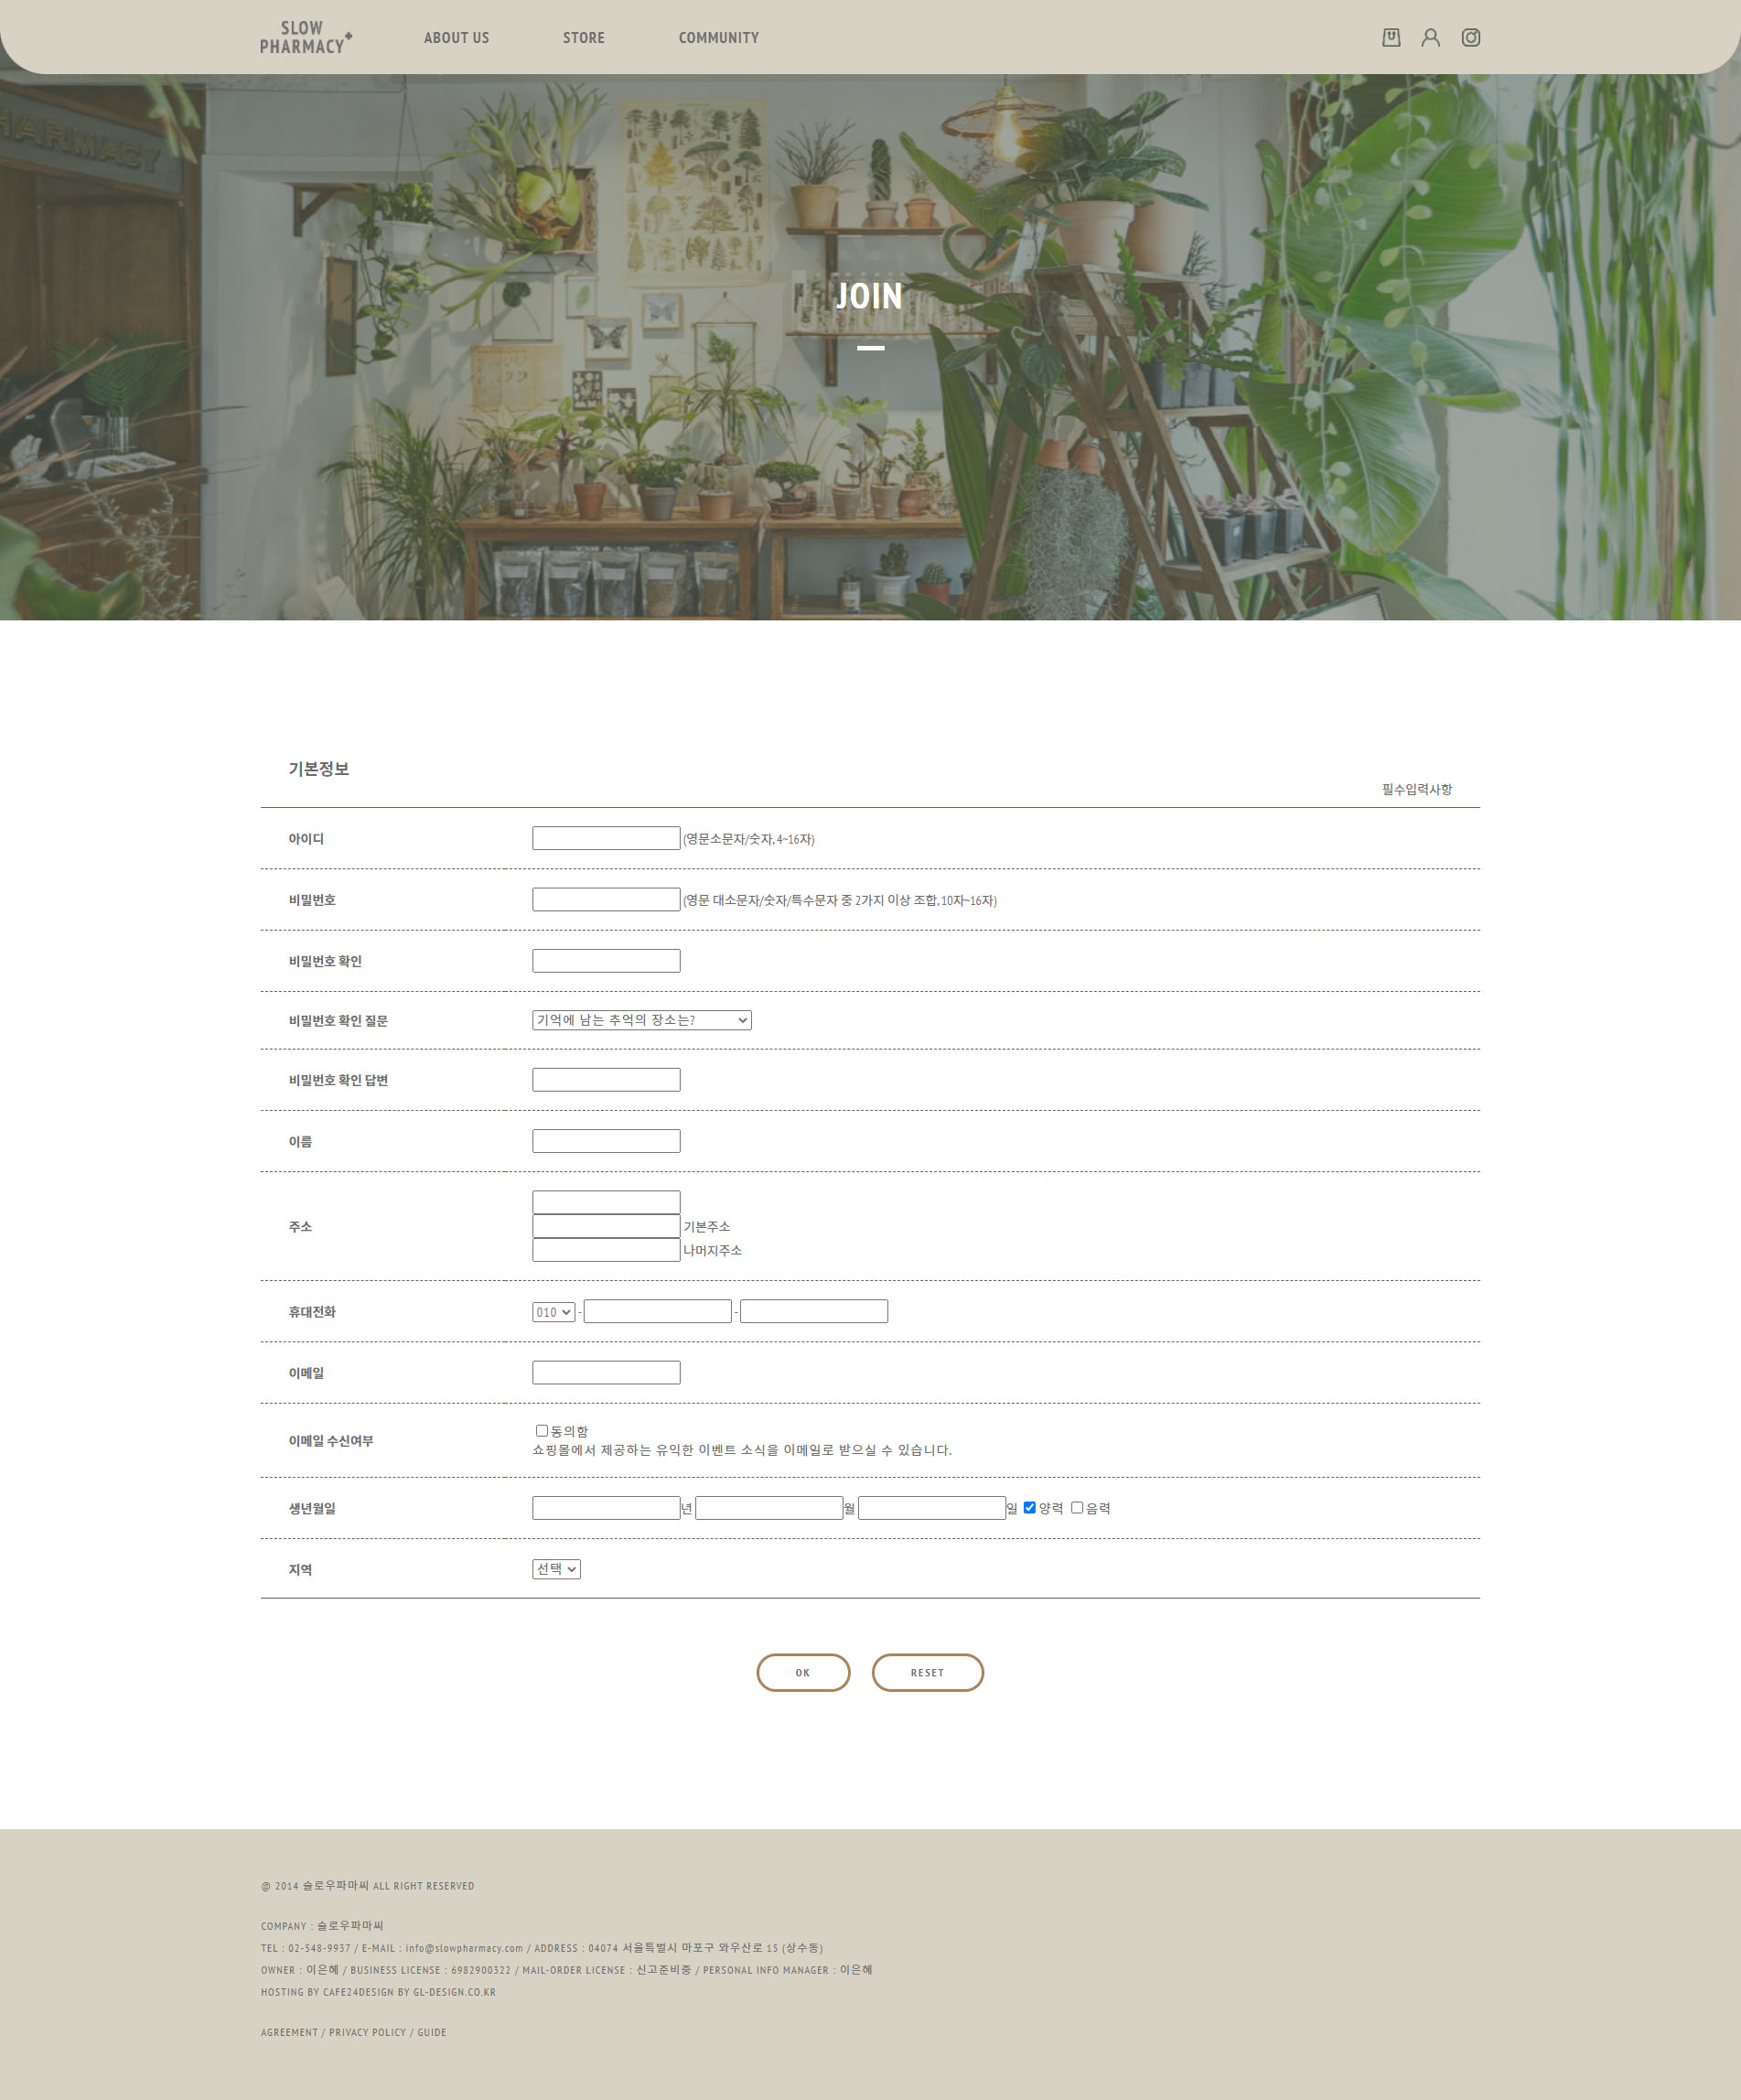 SLOW
PHARMACY
ABOUT US
STORE
COMMUNITY
PHARMACY
JOIN
기본정보
필수입력사항
아이디
(영문소문자/숫자, 4~16자)
비밀번호
(영문 대소문자/숫자/특수문자 중 2가지 이상 조합, 10자~16자)
비밀번호 확인
비밀번호 확인 질문
기억에 남는 추억의 장소는?
비밀번호 확인 답변
이름
주소
기본주소
나머지주소
휴대전화
010 - -
이메일
이메일 수신여부
동의함
쇼핑몰에서 제공하는 유익한 이벤트 소식을 이메일로 받으실 수 있습니다.
생년월일
년 월 일 양력 음력
지역
선택
OK
RESET
@ 2014 슬로우파마씨 ALL RIGHT RESERVED
COMPANY : 슬로우파마씨
TEL : 02-548-9937 / E-MAIL : info@slowpharmacy.com / ADDRESS : 04074 서울특별시 마포구 와우산로 15 (상수동)
OWNER : 이은혜 / BUSINESS LICENSE : 6982900322 / MAIL-ORDER LICENSE : 신고준비중 / PERSONAL INFO MANAGER : 이은혜
HOSTING BY CAFE24DESIGN BY GL-DESIGN.CO.KR
AGREEMENT / PRIVACY POLICY / GUIDE